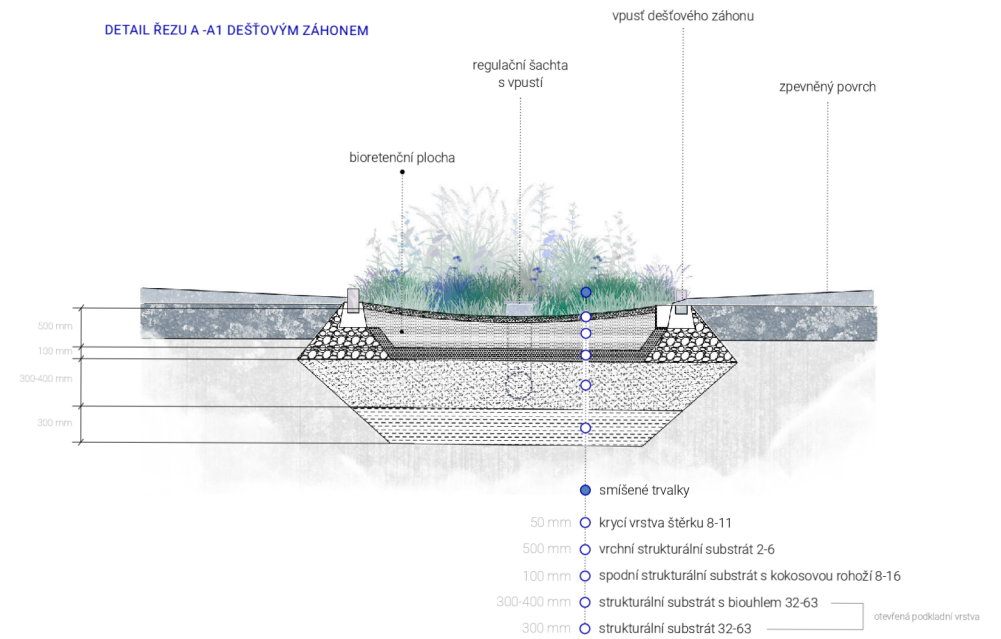 DETAIL ŘEZU A -A1 DEŠŤOVÝM ZÁHONEM
vpusť dešťového záhonu
regulační šachta
s vpustí
zpevněný povrch
bioretenční plocha
500 mm
100 mm
300-400 mm
300 mm
smíšené trvalky
50 mm krycí vrstva štěrku 8-11
500 mm vrchní strukturální substrát 2-6
100 mm spodní strukturální substrát s kokosovou rohoží 8-16
300-400 mm strukturální substrát s biouhlem 32-63
otevřená podkladní vrstva
300 mm strukturální substrát 32-63